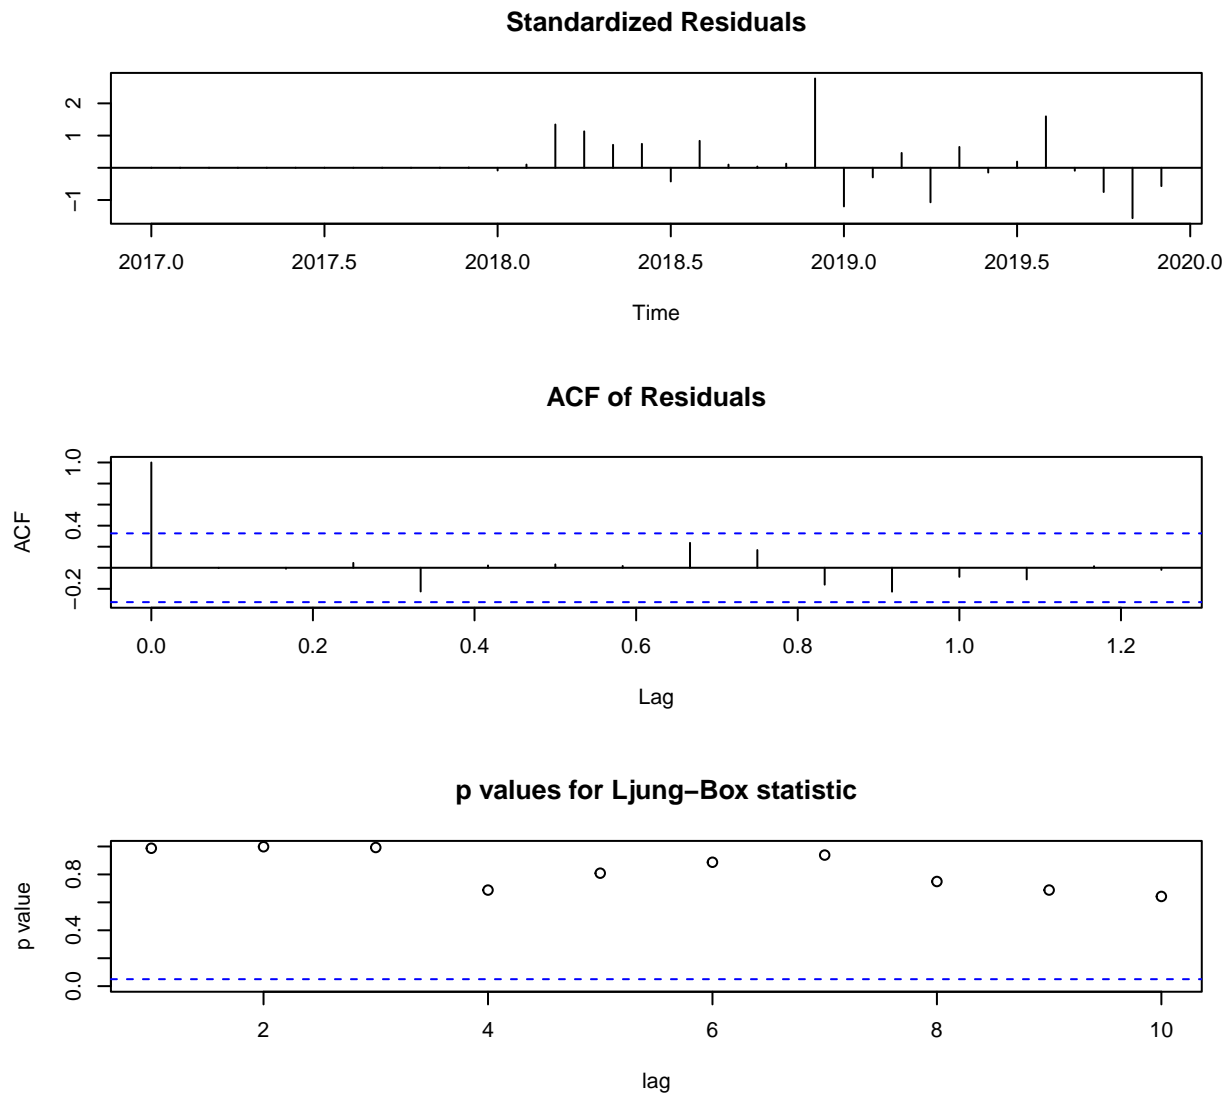 Standardized Residuals
2
1
−1
2017.0 2017.5 2018.0 2018.5 2019.0 2019.5 2020.0
Time
ACF of Residuals
ACF
1.0
0.4
−0.2
0.0 0.2 0.4 0.6 0.8 1.0 1.2
Lag
p values for Ljung−Box statistic
p value
0.8
0.4
0.0
2 4 6 8 10
lag